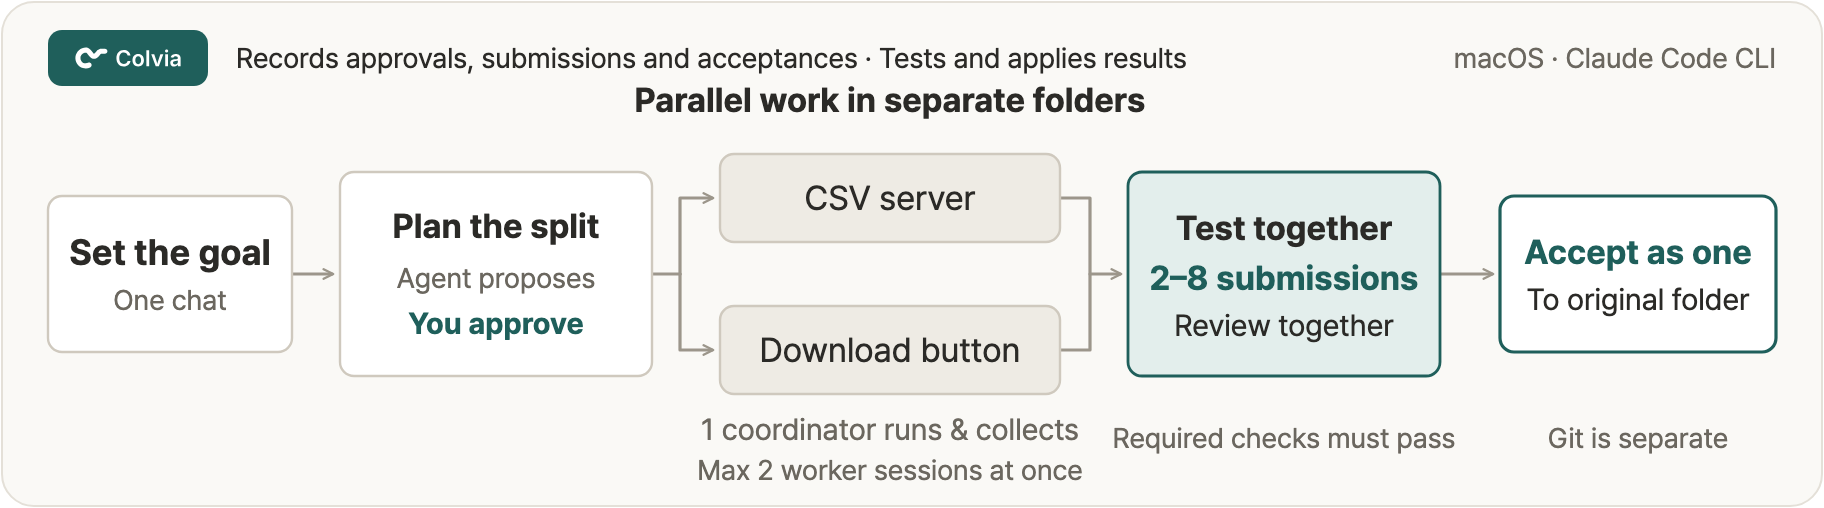 Colvia
Records approvals, submissions and acceptances · Tests and applies results
macOS · Claude Code CLI
Parallel work in separate folders
Set the goal
One chat
Plan the split
Agent proposes
You approve
CSV server
Download button
1 coordinator runs & collects
Max 2 worker sessions at once
Test together
2–8 submissions
Review together
Required checks must pass
Accept as one
To original folder
Git is separate